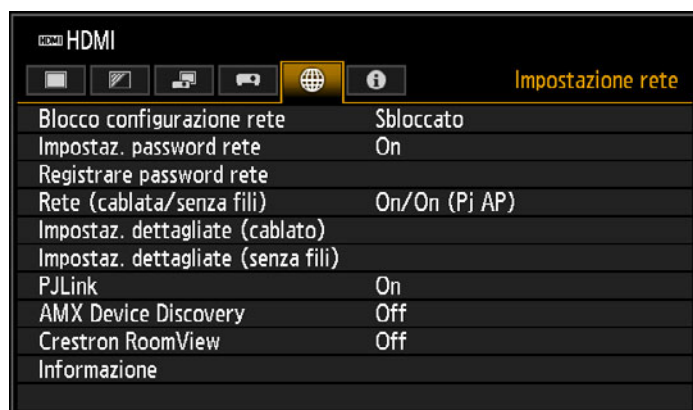 HDMI HDMI
Impostazione rete
Blocco configurazione rete Sbloccato
Impostaz. password rete On
Registrare password rete
Rete (cablata/senza fili) On/On (Pj AP)
Impostaz. dettagliate (cablato)
Impostaz. dettagliate (senza fili)
PJLink On
AMX Device Discovery Off
Crestron RoomView Off
Informazione